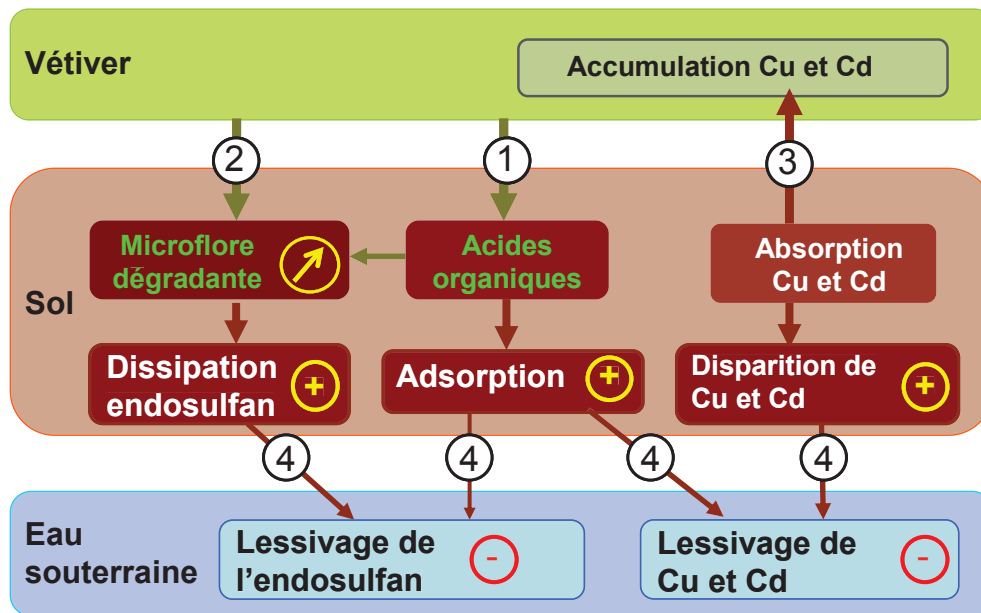 Vétiver
Accumulation Cu et Cd
2
1
3
Sol
Microflore
dégradante
Acides
organiques
Absorption
Cu et Cd
Dissipation
endosulfan
+
Adsorption
+
Disparition de
Cu et Cd
+
4
4
4
4
Eau
souterraine
Lessivage de
l'endosulfan
-
Lessivage de
Cu et Cd
-